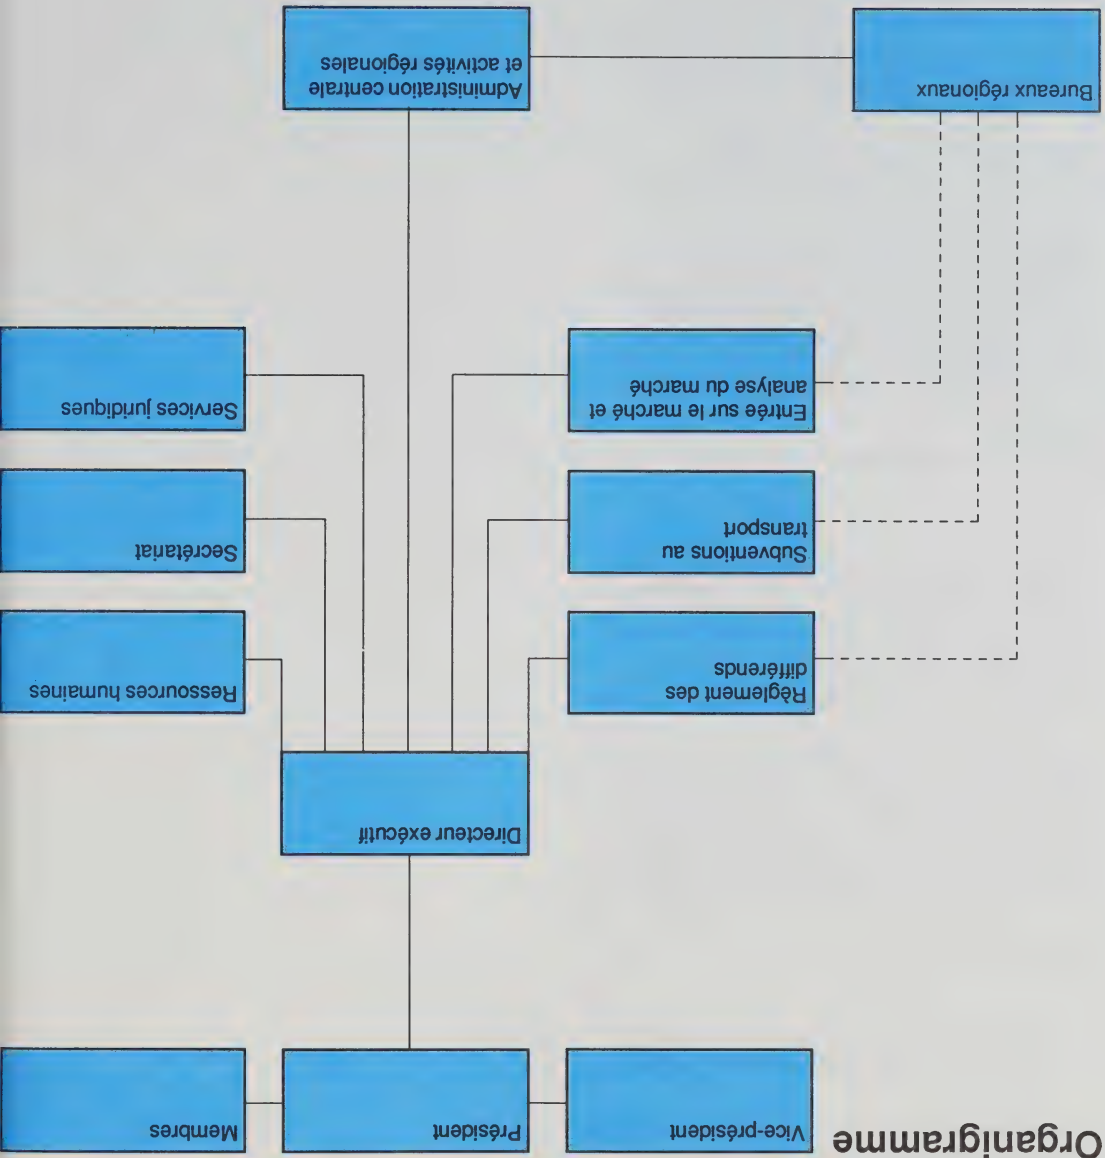 Organigramme
Vice-président
Président
Membres
Directeur exécutif
Règlement des
différends
Ressources humaines
Subventions au
transport
Secrétariat
Entrée sur le marché et
analyse du marché
Services juridiques
Bureaux régionaux
Administration centrale
et activités régionales